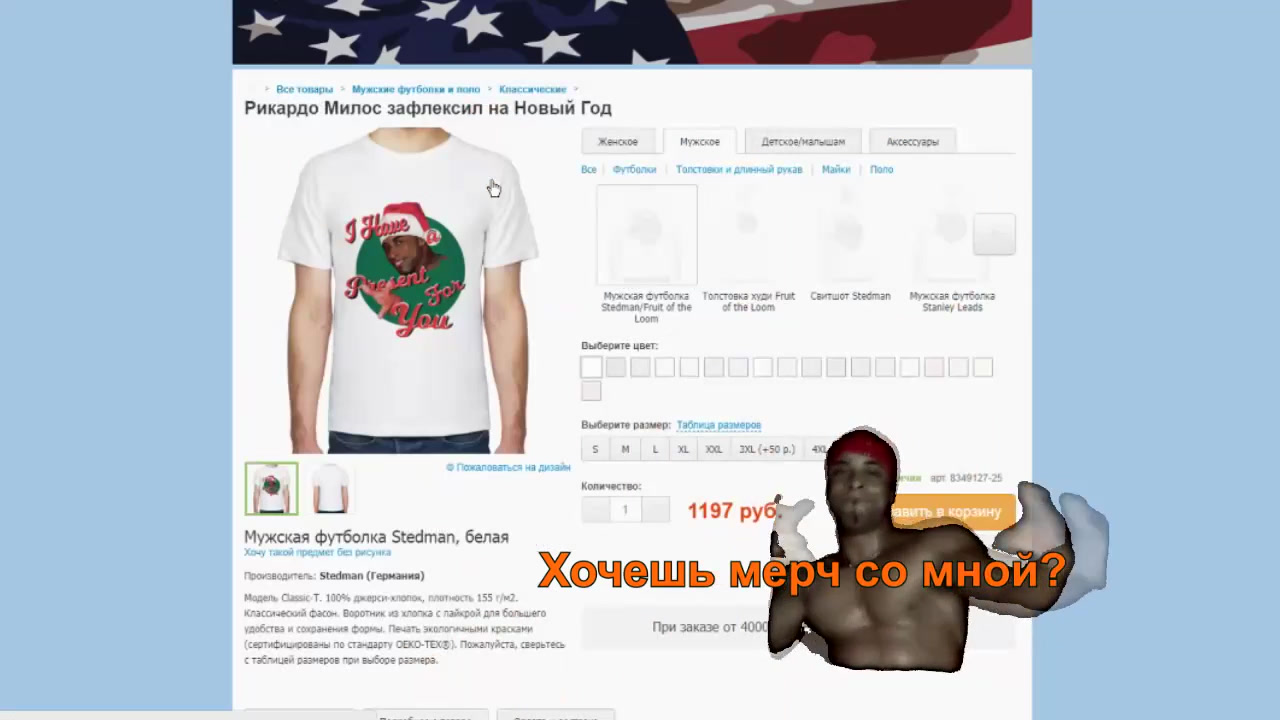 > Все товары > Мужские футболки и поло > Классические >
Рикардо Милос зафлексил на Новый Год
Женское Мужское Детское/малышам Аксессуары
Все Футболки Толстовки и длинный рукав Майки Поло
I Have a
Present For
You
Мужская футболка Stedman/Fruit of the Loom
Толстовка худи Fruit of the Loom
Свитшот Stedman
Мужская футболка Stanley Leads
Выберите цвет:
Выберите размер: Таблица размеров
S M L XL XXL 3XL (+50 р.) 4XL
Пожаловаться на дизайн
арт. 8349127-25
Количество:
1 1197 руб. авить в корзину
Мужская футболка Stedman, белая
Хочу такой предмет без рисунка
Хочешь мерч со мной?
Производитель: Stedman (Германия)
Модель Classic-T. 100% джерси-хлопок, плотность 155 г/м2.
Классический фасон. Воротник из хлопка с лайкрой для большего
удобства и сохранения формы. Печать экологичными красками
(сертифицированы по стандарту OEKO-TEX®). Пожалуйста, сверьтесь
с таблицей размеров при выборе размера.
При заказе от 4000